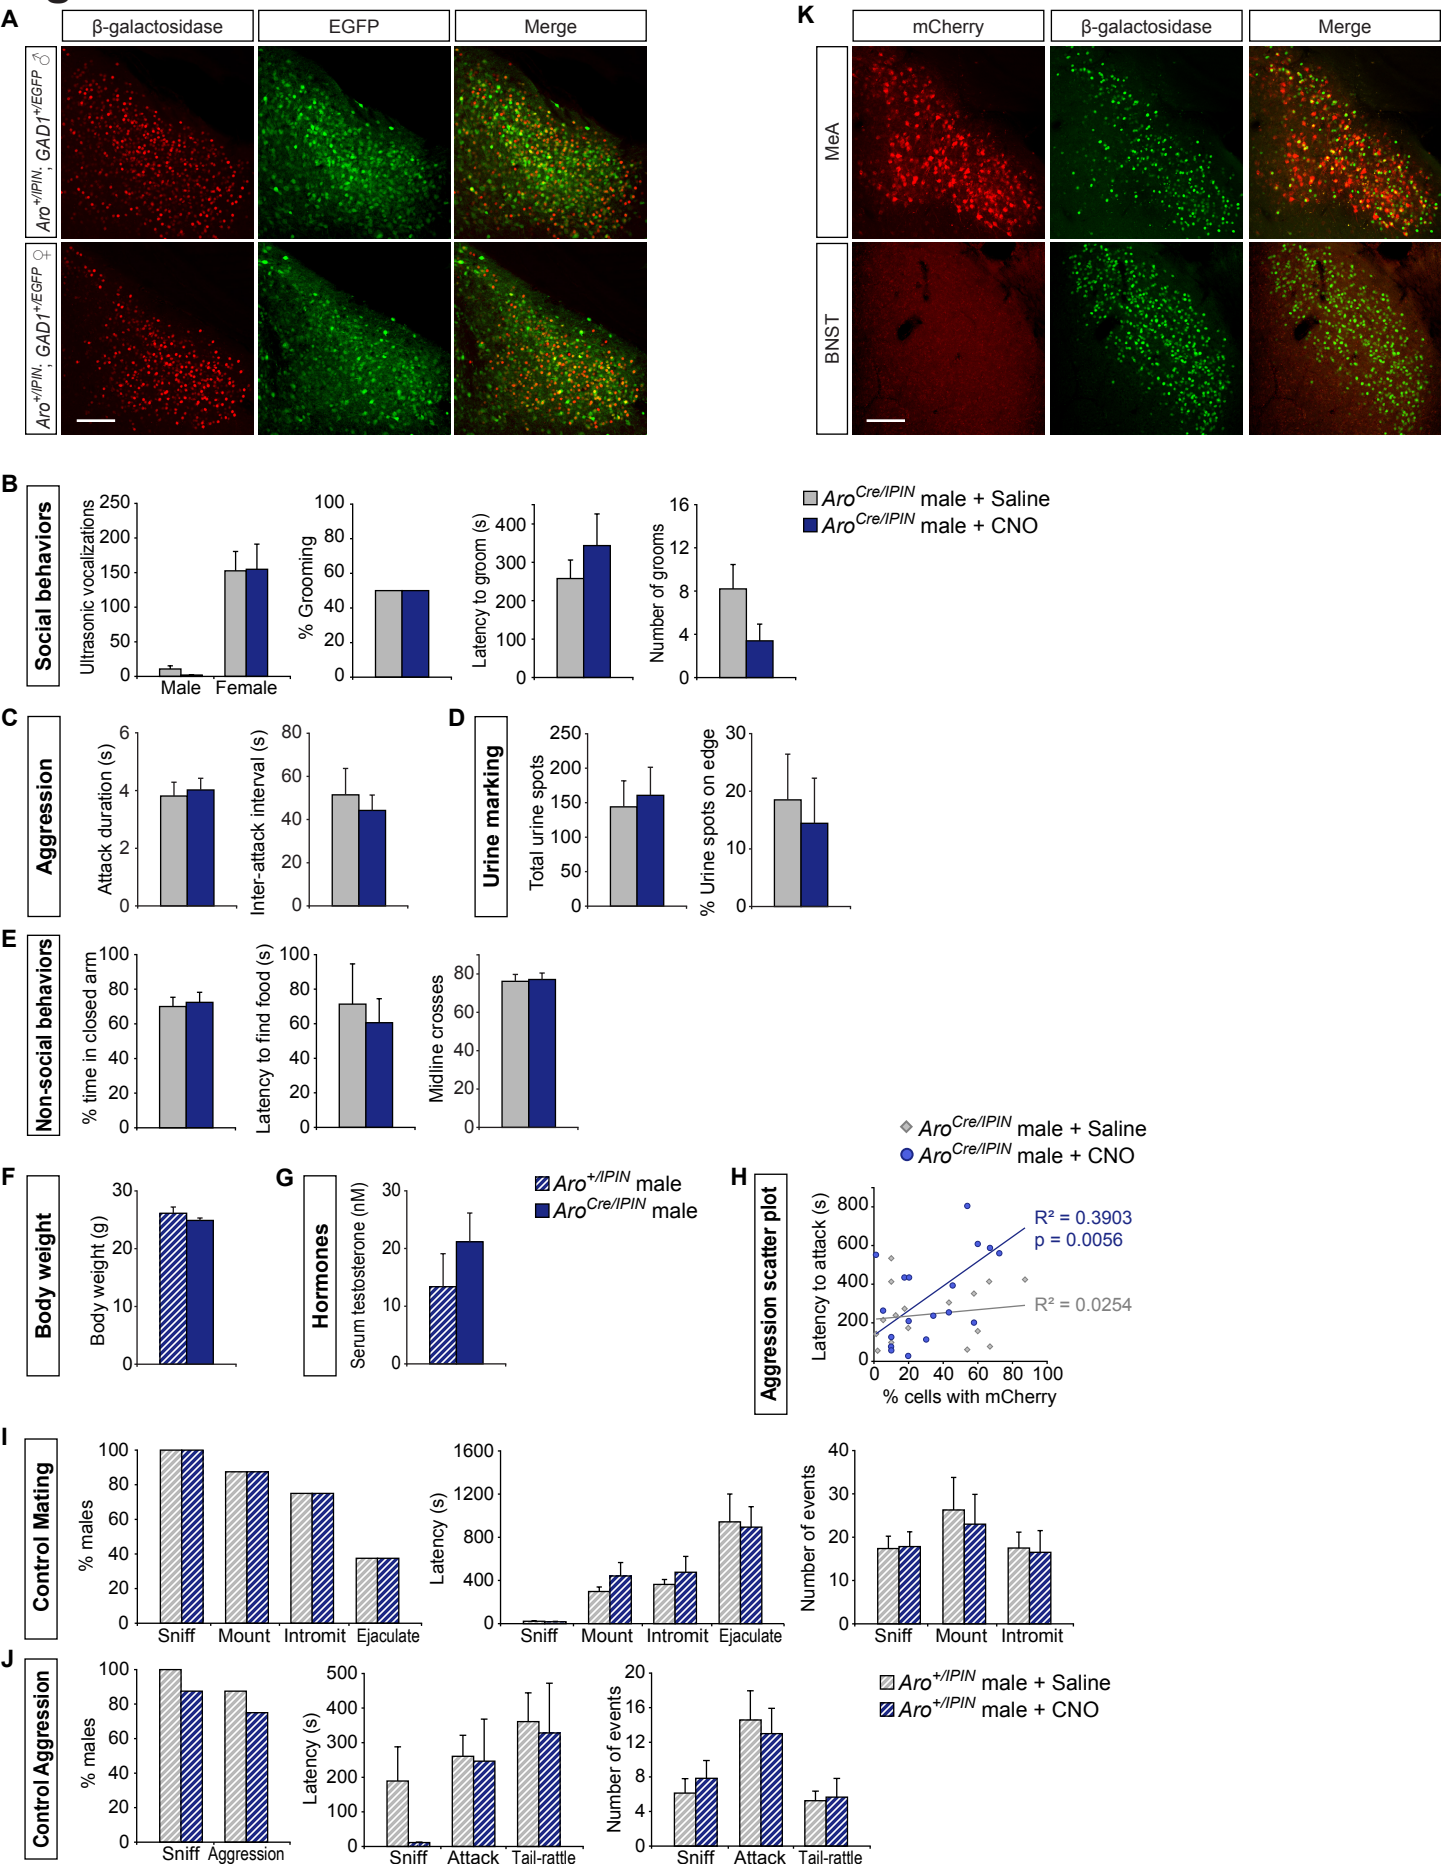 A
β-galactosidase
EGFP
Merge
Aro+/IPIN; GAD1+/EGFP ♂
Aro+/IPIN; GAD1+/EGFP ♀
K
mCherry
β-galactosidase
Merge
MeA
BNST
B
Social behaviors
Ultrasonic vocalizations
250
200
150
100
50
0
Male
Female
% Grooming
100
80
60
40
20
0
Latency to groom (s)
400
300
200
100
0
Number of grooms
16
12
8
4
0
AroCre/IPIN male + Saline
AroCre/IPIN male + CNO
C
Aggression
Attack duration (s)
6
4
2
0
Inter-attack interval (s)
80
60
40
20
0
D
Urine marking
Total urine spots
250
200
150
100
50
0
% Urine spots on edge
30
20
10
0
E
Non-social behaviors
% time in closed arm
100
80
60
40
20
0
Latency to find food (s)
100
80
60
40
20
0
Midline crosses
80
60
40
20
0
F
Body weight
Body weight (g)
30
20
10
0
G
Hormones
Serum testosterone (nM)
30
20
10
0
Aro+/IPIN male
AroCre/IPIN male
H
Aggression scatter plot
AroCre/IPIN male + Saline
AroCre/IPIN male + CNO
Latency to attack (s)
800
600
400
200
0
0 20 40 60 80 100
% cells with mCherry
R² = 0.3903
p = 0.0056
R² = 0.0254
I
Control Mating
% males
100
80
60
40
20
0
Sniff Mount Intromit Ejaculate
Latency (s)
1600
1200
800
400
0
Sniff Mount Intromit Ejaculate
Number of events
40
30
20
10
0
Sniff Mount Intromit
J
Control Aggression
% males
100
80
60
40
20
0
Sniff Aggression
Latency (s)
500
400
300
200
100
0
Sniff Attack Tail-rattle
Number of events
20
16
12
8
4
0
Sniff Attack Tail-rattle
Aro+/IPIN male + Saline
Aro+/IPIN male + CNO